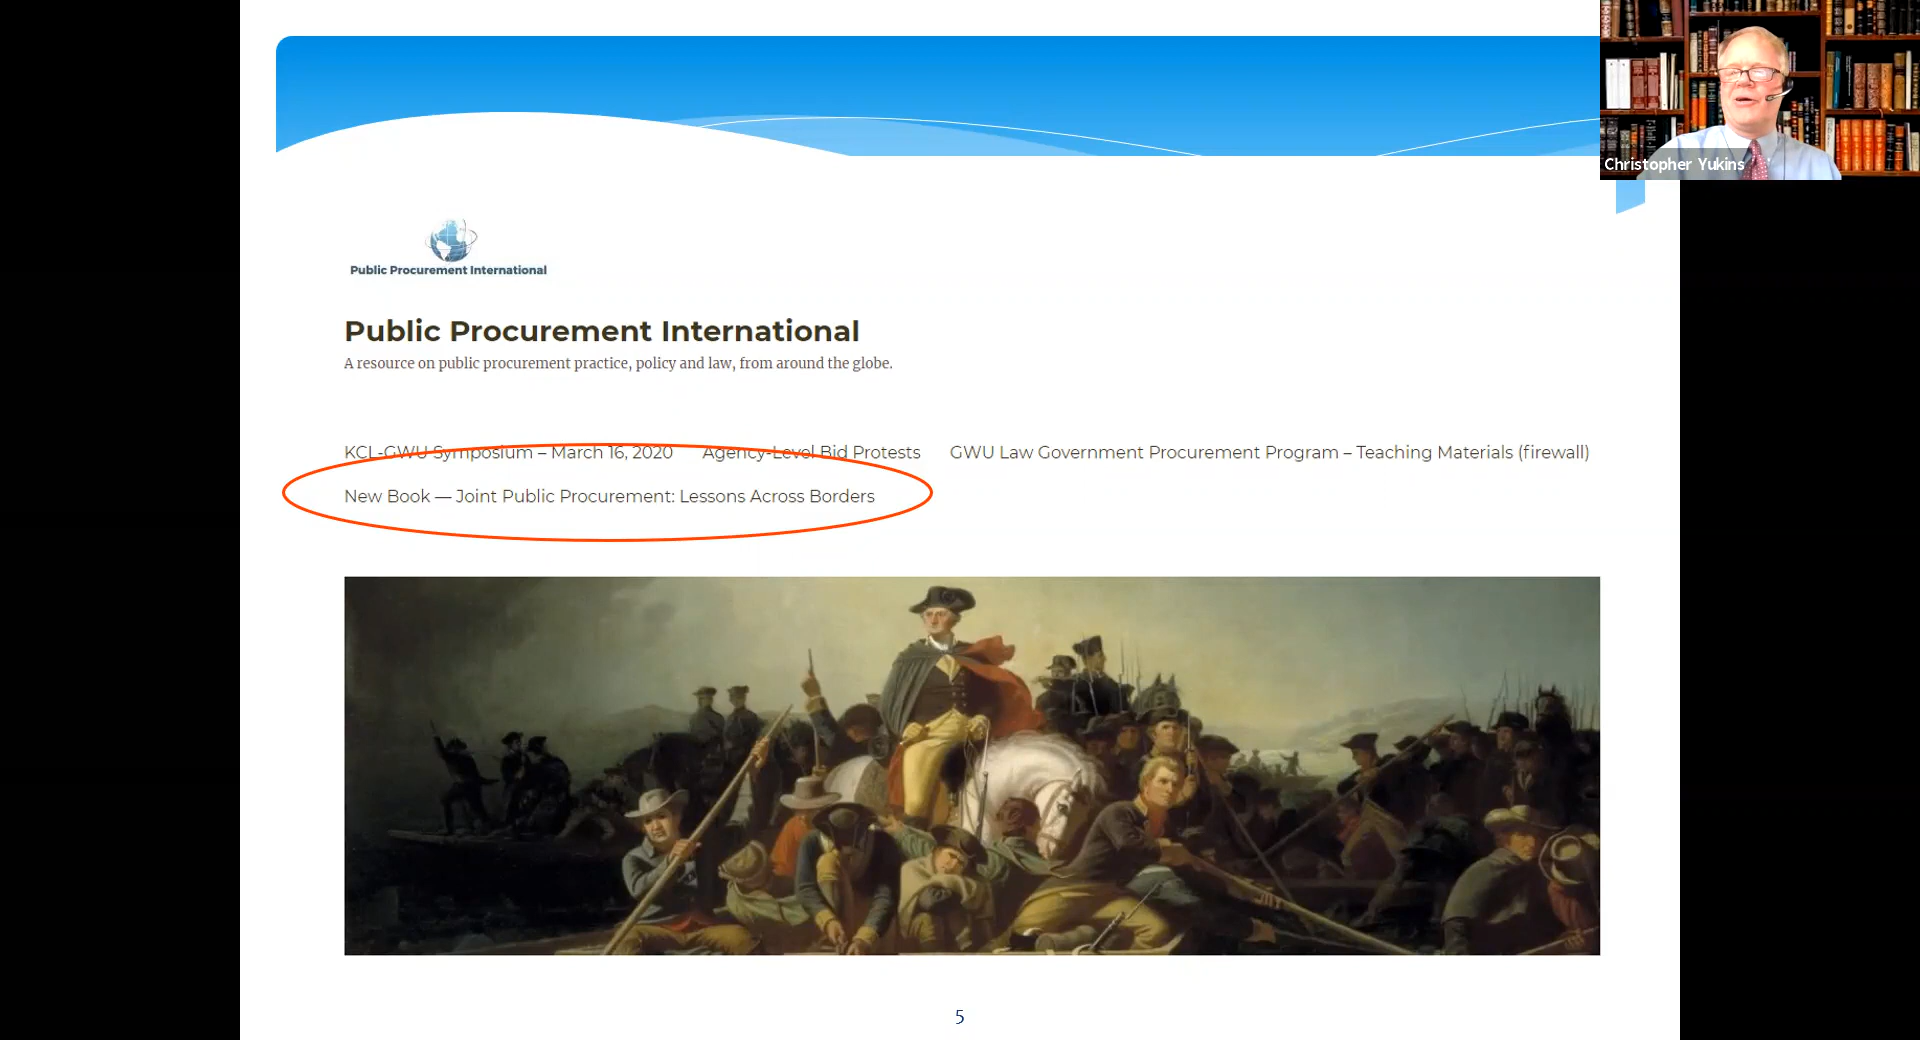 Christopher Yukins
Public Procurement International
Public Procurement International
A resource on public procurement practice, policy and law, from around the globe.
KCL-GWU Symposium – March 16, 2020 Agency-Level Bid Protests GWU Law Government Procurement Program – Teaching Materials (firewall)
New Book — Joint Public Procurement: Lessons Across Borders
5